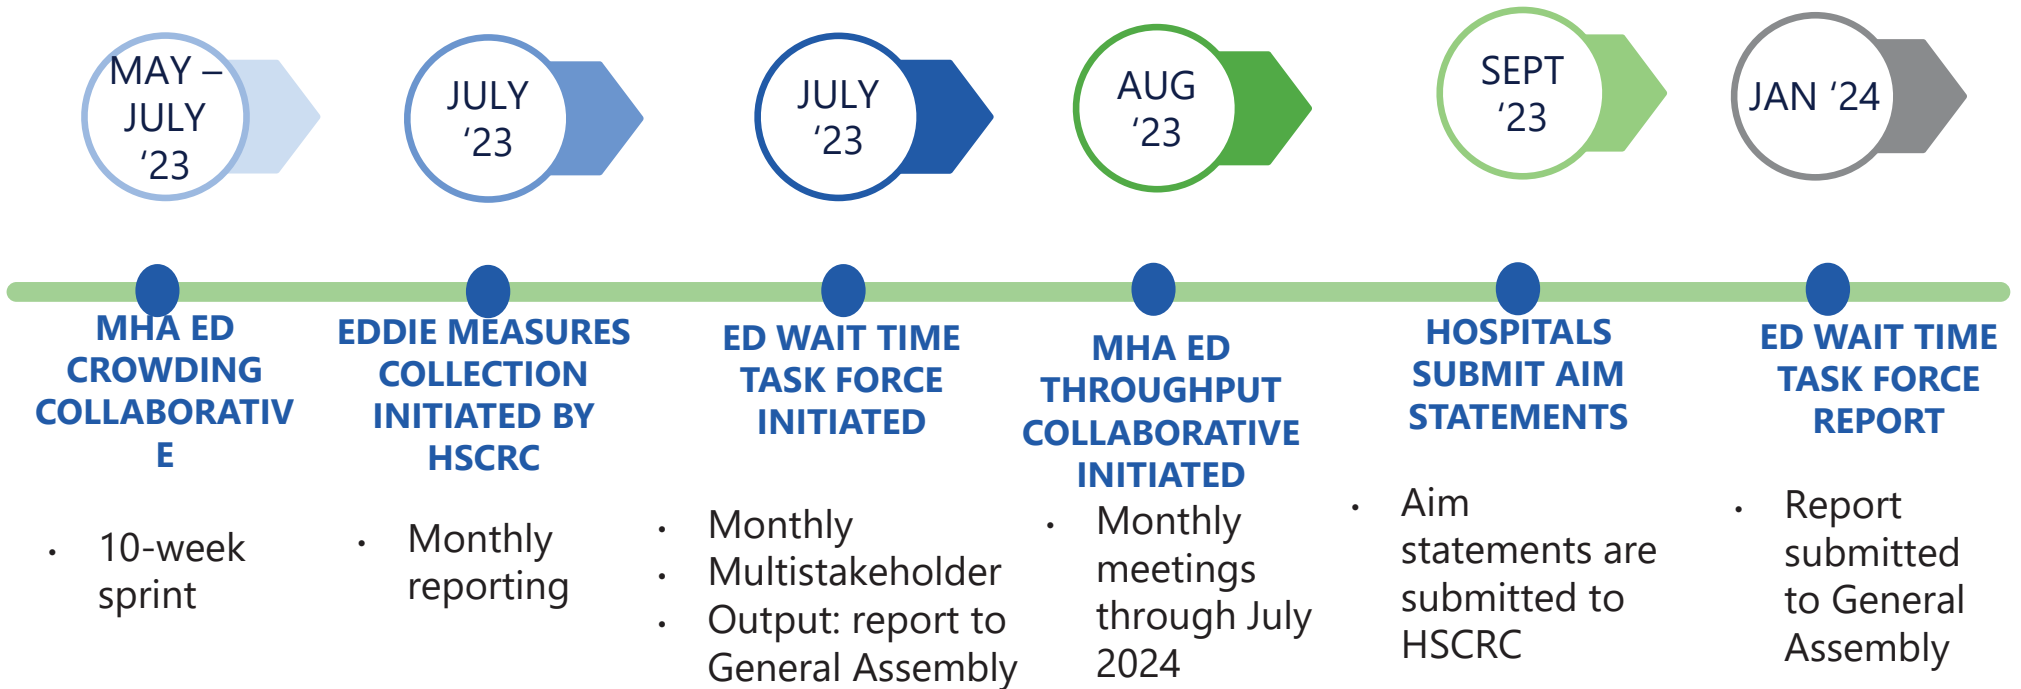 MAY –
JULY
‘23
JULY
‘23
JULY
‘23
AUG
‘23
SEPT
‘23
JAN ‘24
MHA ED
CROWDING
COLLABORATIV
E
• 10-week
sprint
EDDIE MEASURES
COLLECTION
INITIATED BY
HSCRC
• Monthly
reporting
ED WAIT TIME
TASK FORCE
INITIATED
• Monthly
• Multistakeholder
• Output: report to
General Assembly
MHA ED
THROUGHPUT
COLLABORATIVE
INITIATED
• Monthly
meetings
through July
2024
HOSPITALS
SUBMIT AIM
STATEMENTS
• Aim
statements are
submitted to
HSCRC
ED WAIT TIME
TASK FORCE
REPORT
• Report
submitted
to General
Assembly